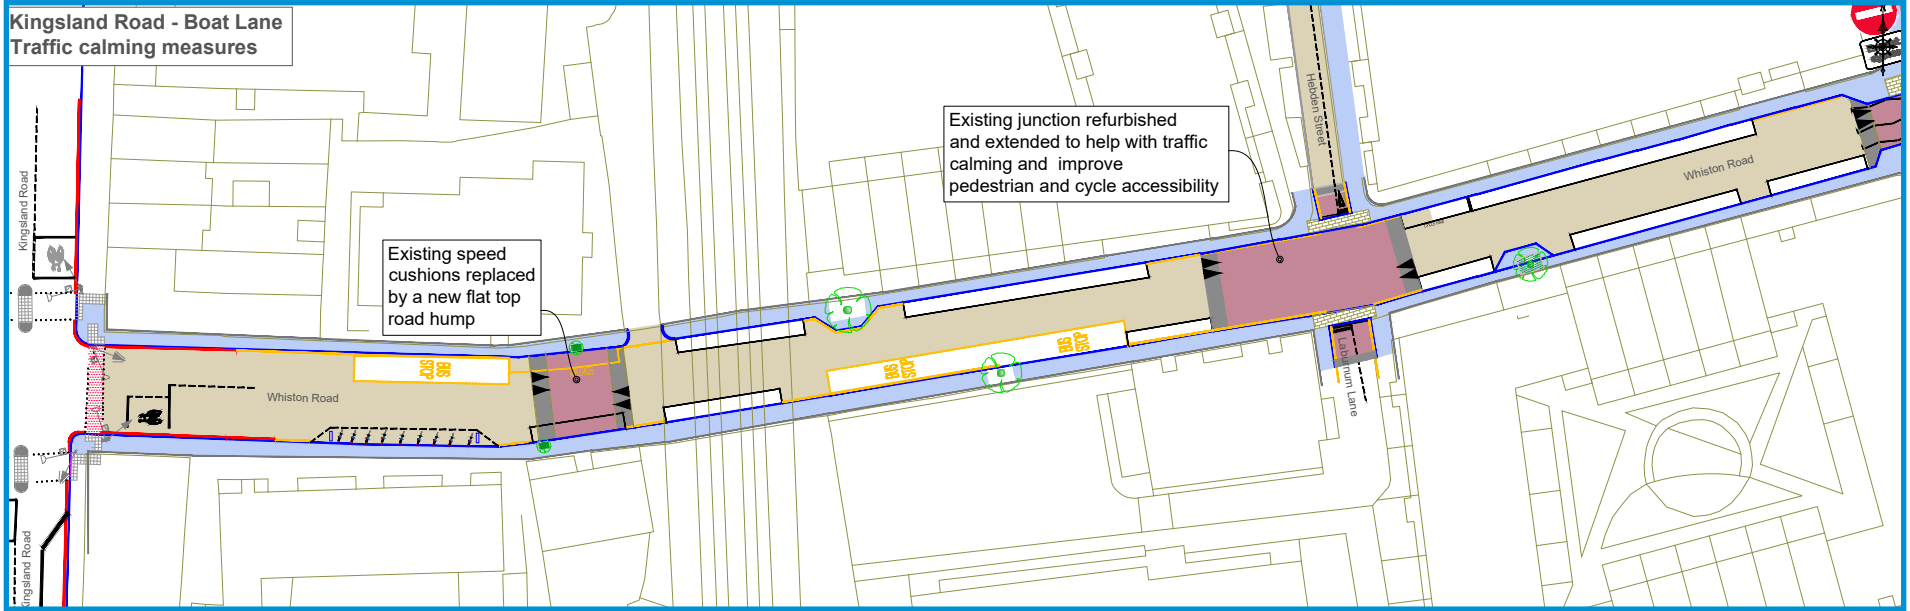 Kingsland Road - Boat Lane
Traffic calming measures
Existing junction refurbished
and extended to help with traffic
calming and improve
pedestrian and cycle accessibility
Existing speed
cushions replaced
by a new flat top
road hump
Kingsland Road
Kingsland Road
Whiston Road
BUS
STOP
Hebden Street
Laburnum Lane
Whiston Road